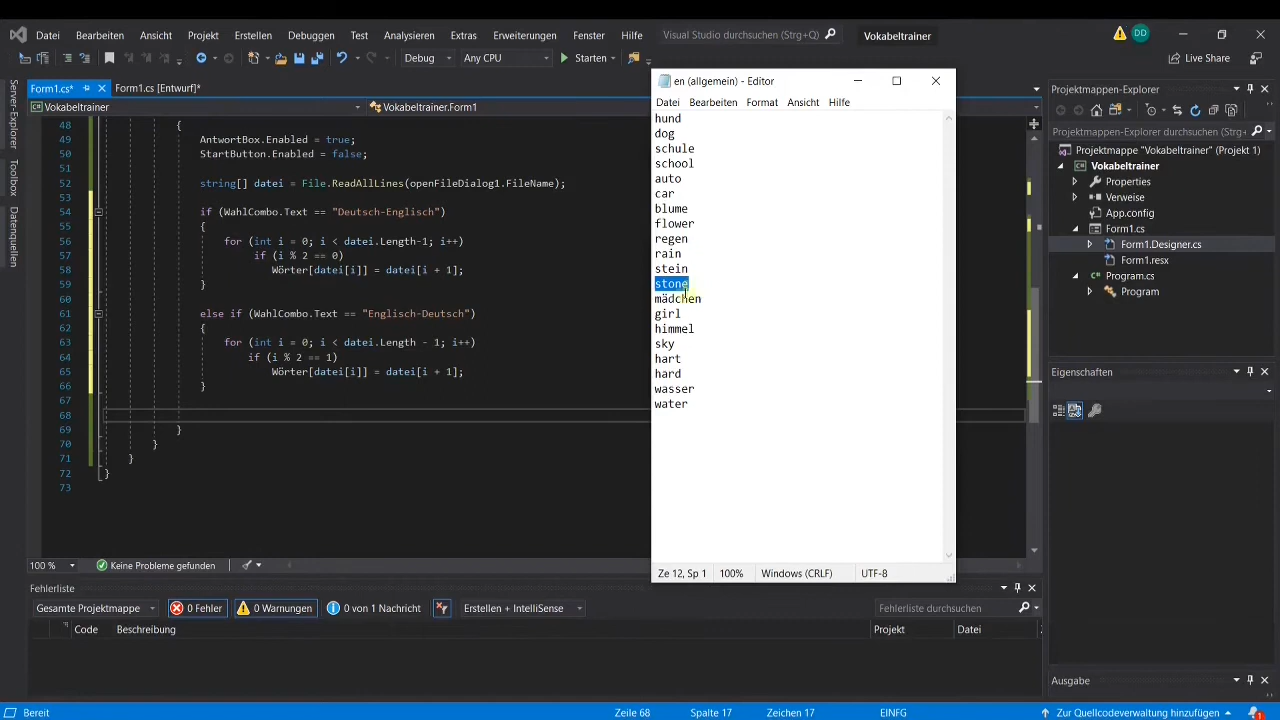 Datei Bearbeiten Ansicht Projekt Erstellen Debuggen Test Analysieren Extras Erweiterungen Fenster Hilfe Visual Studio durchsuchen (Strg+Q) Vokabeltrainer DD
Debug Any CPU Starten Live Share
Form1.cs* Form1.cs [Entwurf]*
Vokabeltrainer Vokabeltrainer.Form1
Server-Explorer
Toolbox
Datenquellen
48 {
49 AntwortBox.Enabled = true;
50 StartButton.Enabled = false;
51
52 string[] datei = File.ReadAllLines(openFileDialog1.FileName);
53
54 if (WahlCombo.Text == "Deutsch-Englisch")
55 {
56 for (int i = 0; i < datei.Length-1; i++)
57 if (i % 2 == 0)
58 Wörter[datei[i]] = datei[i + 1];
59 }
60
61 else if (WahlCombo.Text == "Englisch-Deutsch")
62 {
63 for (int i = 0; i < datei.Length - 1; i++)
64 if (i % 2 == 1)
65 Wörter[datei[i]] = datei[i + 1];
66 }
67
68
69 }
70 }
71 }
72 }
73
100 % Keine Probleme gefunden
en (allgemein) - Editor
Datei Bearbeiten Format Ansicht Hilfe
hund
dog
schule
school
auto
car
blume
flower
regen
rain
stein
stone
mädchen
girl
himmel
sky
hart
hard
wasser
water
Ze 12, Sp 1 100% Windows (CRLF) UTF-8
Projektmappen-Explorer
Projektmappen-Explorer durchsuchen (Strg+
Projektmappe "Vokabeltrainer" (Projekt 1)
Vokabeltrainer
Properties
Verweise
App.config
Form1.cs
Form1.Designer.cs
Form1.resx
Program.cs
Program
Eigenschaften
Fehlerliste
Gesamte Projektmappe 0 Fehler 0 Warnungen 0 von 1 Nachricht Erstellen + IntelliSense Fehlerliste durchsuchen
Code Beschreibung Projekt Datei
Ausgabe
Bereit Zeile 68 Spalte 17 Zeichen 17 EINFG Zur Quellcodeverwaltung hinzufügen 1